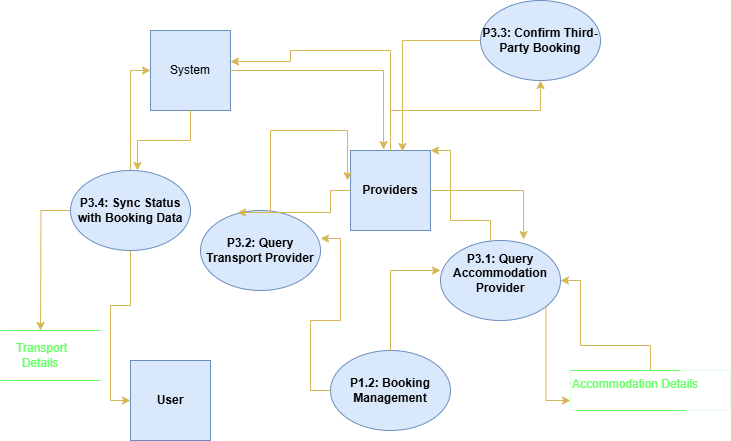 P3.3: Confirm Third-
Party Booking
System
Providers
P3.4: Sync Status
with Booking Data
P3.2: Query
Transport Provider
P3.1: Query
Accommodation
Provider
Transport
Details
P1.2: Booking
Management
Accommodation Details
User